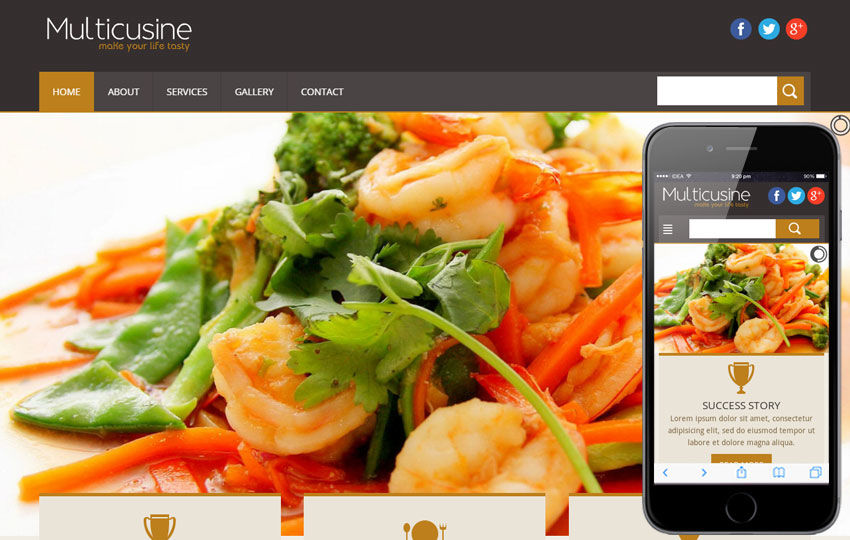 Multicusine
make your life tasty
HOME ABOUT SERVICES GALLERY CONTACT
IDEA 9:20 pm 90%
Multicusine
make your life tasty
SUCCESS STORY
Lorem ipsum dolor sit amet, consectetur
adipisicing elit, sed do eiusmod tempor ut
labore et dolore magna aliqua.